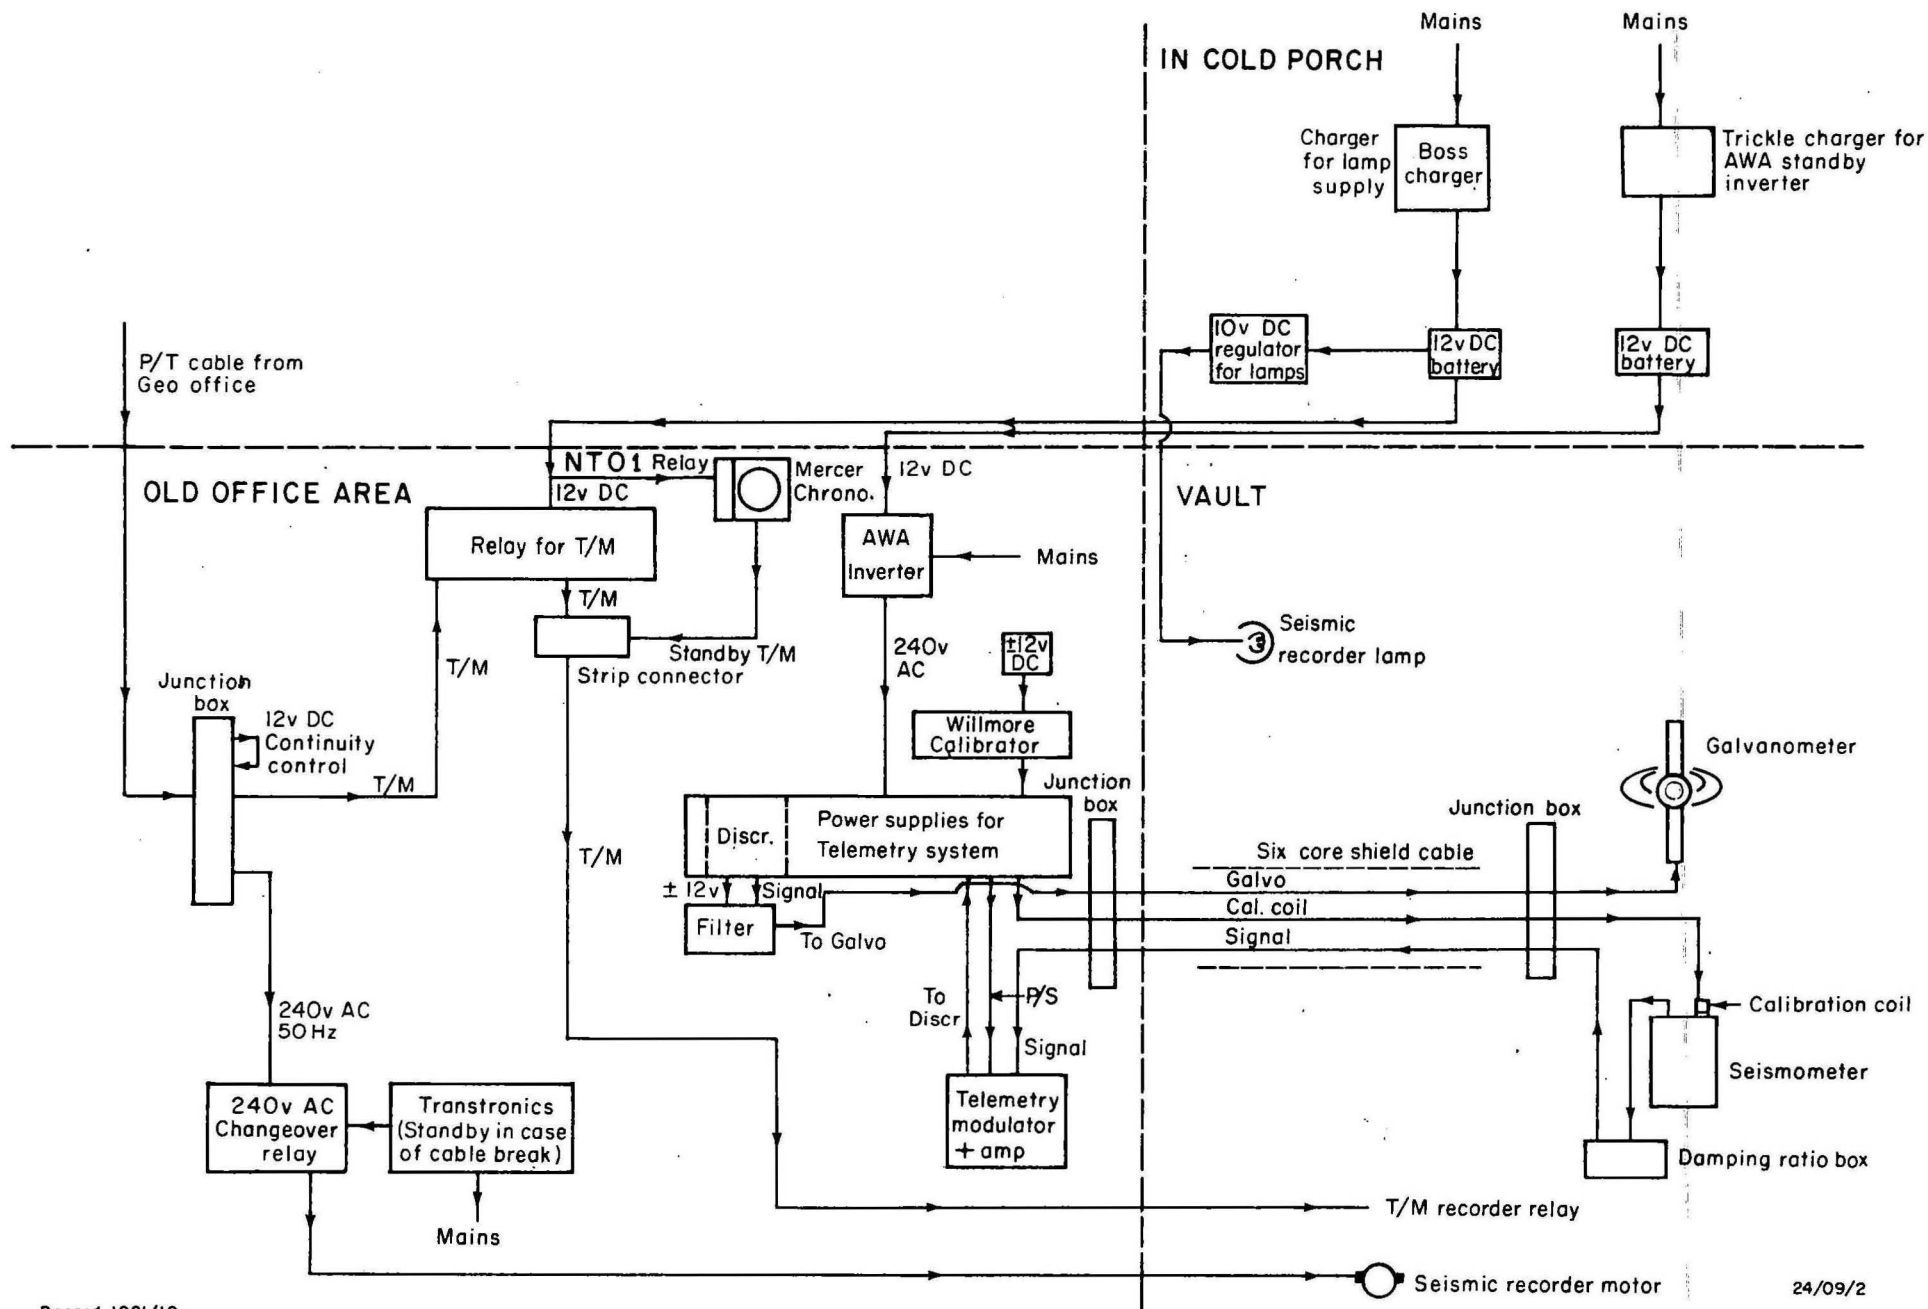 Mains
Mains
IN COLD PORCH
Charger
for lamp
supply
Boss
charger
Trickle charger for
AWA standby
inverter
10v DC
regulator
for lamps
12v DC
battery
12v DC
battery
P/T cable from
Geo office
OLD OFFICE AREA
NTO1 Relay
12v DC
Mercer
Chrono.
12v DC
VAULT
Relay for T/M
AWA
Inverter
Mains
T/M
Standby T/M
Strip connector
T/M
240v
AC
±12v
DC
Seismic
recorder lamp
Junction
box
12v DC
Continuity
control
T/M
Willmore
Calibrator
Galvanometer
Junction
box
Junction box
Discr.
Power supplies for
Telemetry system
T/M
Six core shield cable
± 12v
Signal
Galvo
Cal. coil
Signal
Filter
To Galvo
To
Discr
P/S
Signal
Calibration coil
Seismometer
240v AC
50 Hz
240v AC
Changeover
relay
Transtronics
(Standby in case
of cable break)
Telemetry
modulator
+ amp
Damping ratio box
Mains
T/M recorder relay
Seismic recorder motor
24/09/2